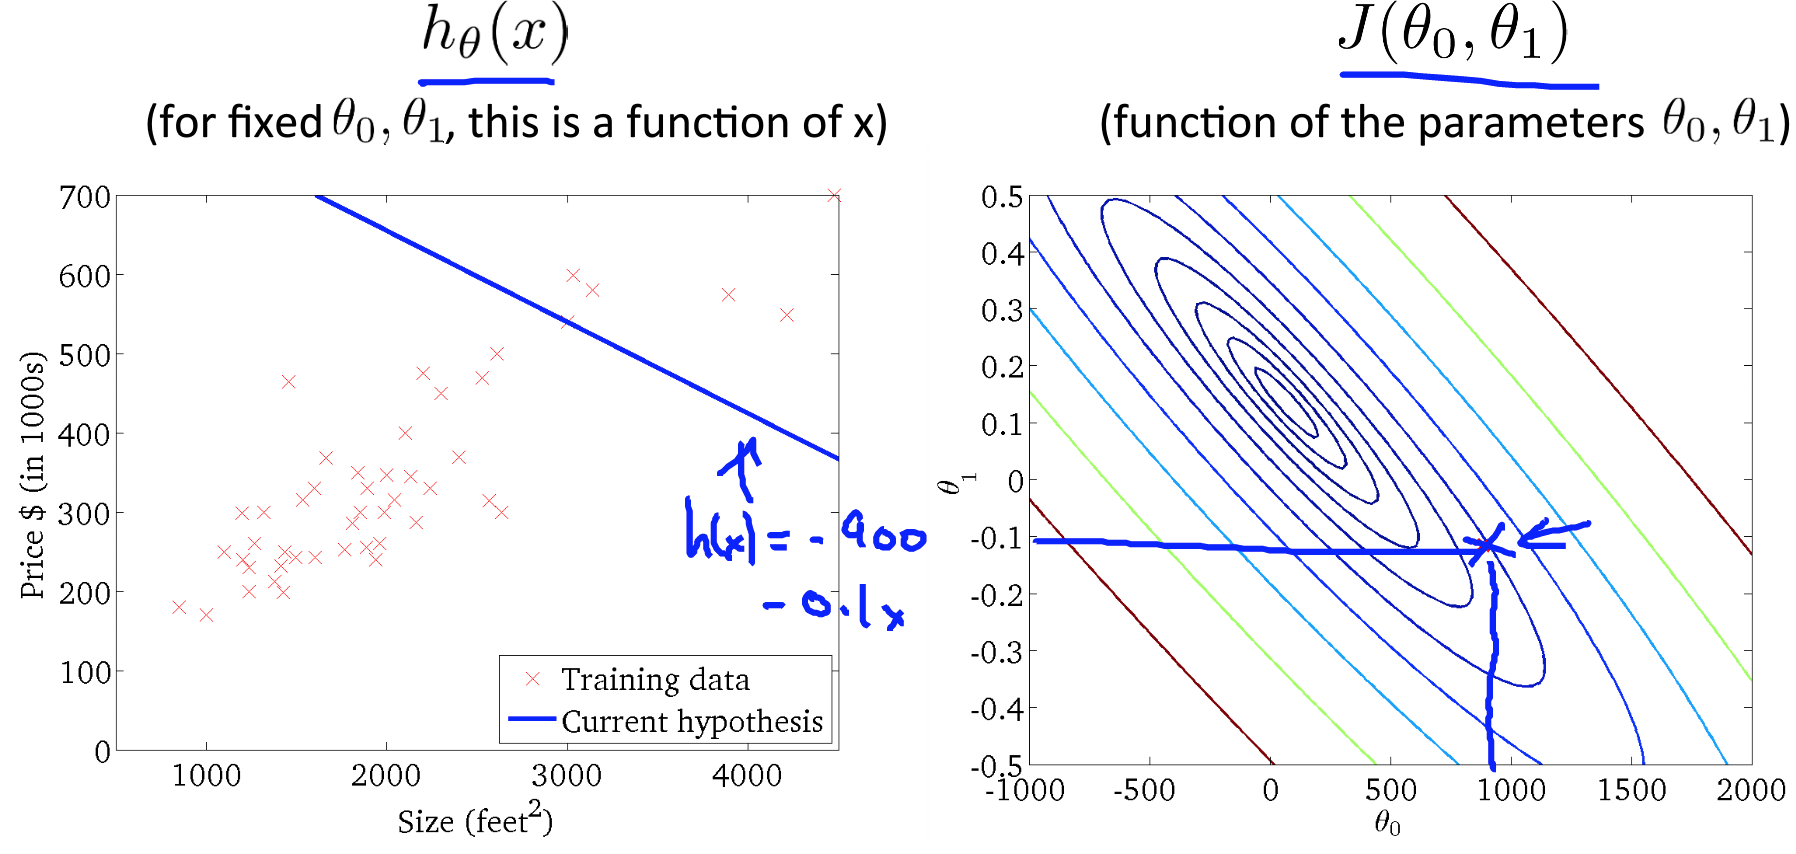 hθ(x)
(for fixed θ0, θ1, this is a function of x)
700
600
500
400
300
200
100
0
1000 2000 3000 4000
Price $ (in 1000s)
Size (feet²)
Training data
Current hypothesis
h(x) = - 900
- 0.1x
J(θ0, θ1)
(function of the parameters θ0, θ1)
0.5
0.4
0.3
0.2
0.1
0
-0.1
-0.2
-0.3
-0.4
-0.5
-1000 -500 0 500 1000 1500 2000
θ1
θ0